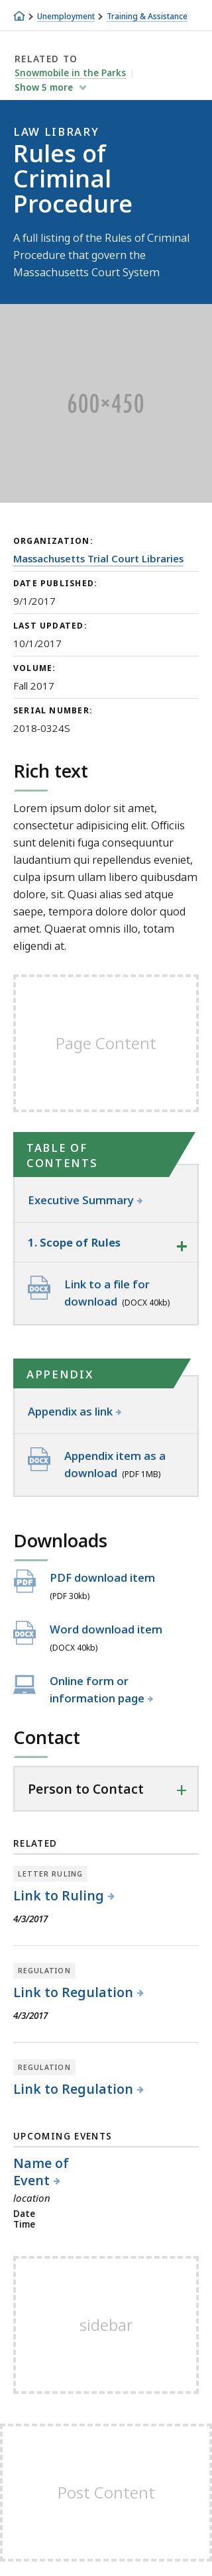 Unemployment Training & Assistance
RELATED TO
Snowmobile in the Parks
Show 5 more
LAW LIBRARY
Rules of
Criminal
Procedure
A full listing of the Rules of Criminal
Procedure that govern the
Massachusetts Court System
600×450
ORGANIZATION:
Massachusetts Trial Court Libraries
DATE PUBLISHED:
9/1/2017
LAST UPDATED:
10/1/2017
VOLUME:
Fall 2017
SERIAL NUMBER:
2018-0324S
Rich text
Lorem ipsum dolor sit amet,
consectetur adipisicing elit. Officiis
sunt deleniti fuga consequuntur
laudantium qui repellendus eveniet,
culpa ipsum ullam libero quibusdam
dolore, sit. Quasi alias sed atque
saepe, tempora dolore dolor quod
amet. Quaerat omnis illo, totam
eligendi at.
Page Content
TABLE OF
CONTENTS
Executive Summary
1. Scope of Rules
DOCX
Link to a file for
download (DOCX 40kb)
APPENDIX
Appendix as link
DOCX
Appendix item as a
download (PDF 1MB)
Downloads
PDF
PDF download item
(PDF 30kb)
DOCX
Word download item
(DOCX 40kb)
Online form or
information page
Contact
Person to Contact
RELATED
LETTER RULING
Link to Ruling
4/3/2017
REGULATION
Link to Regulation
4/3/2017
REGULATION
Link to Regulation
UPCOMING EVENTS
Name of
Event
location
Date
Time
sidebar
Post Content